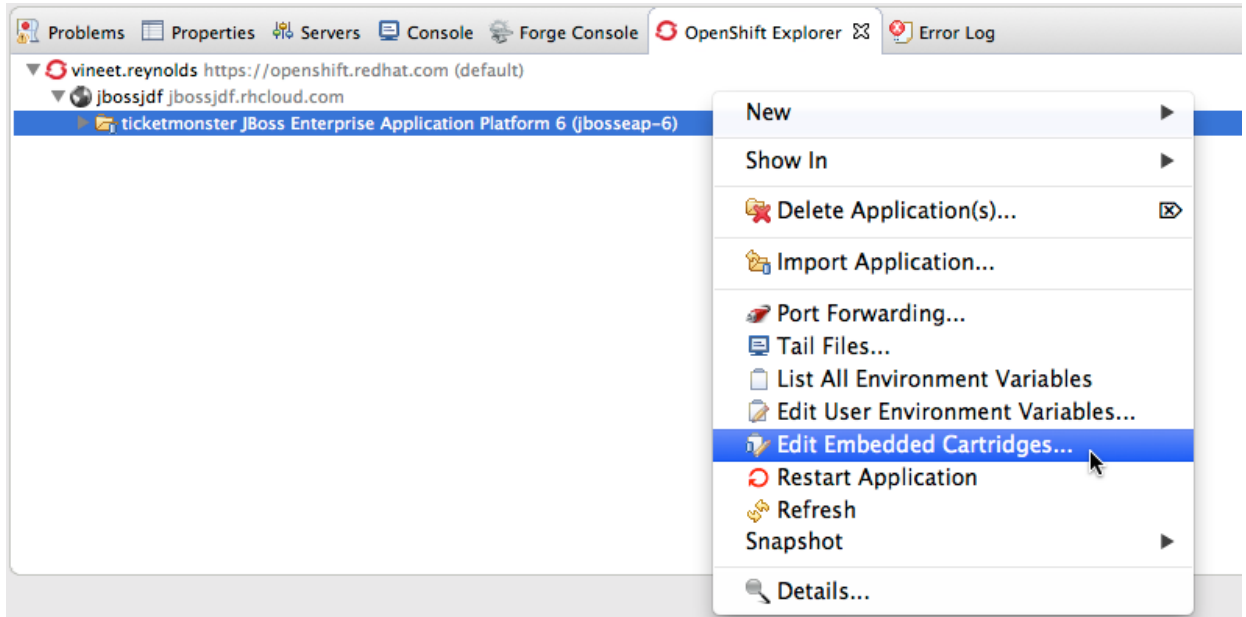 Problems Properties Servers Console Forge Console OpenShift Explorer Error Log
vineet.reynolds https://openshift.redhat.com (default)
jbossjdf jbossjdf.rhcloud.com
ticketmonster JBoss Enterprise Application Platform 6 (jbosseap-6)
New
Show In
Delete Application(s)...
Import Application...
Port Forwarding...
Tail Files...
List All Environment Variables
Edit User Environment Variables...
Edit Embedded Cartridges...
Restart Application
Refresh
Snapshot
Details...